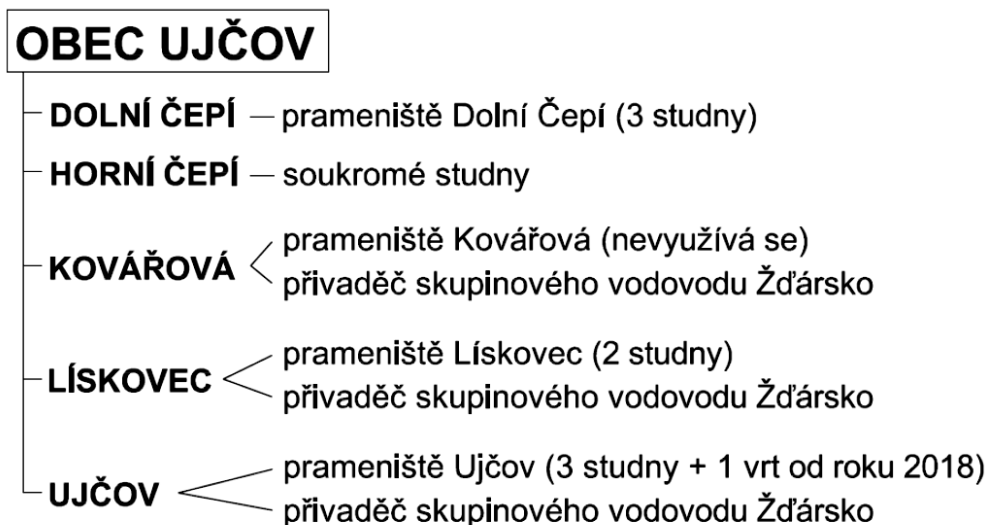 OBEC UJČOV
DOLNÍ ČEPÍ – prameniště Dolní Čepí (3 studny)
HORNÍ ČEPÍ – soukromé studny
KOVÁŘOVÁ
prameniště Kovářová (nevyužívá se)
přivaděč skupinového vodovodu Žďársko
LÍSKOVEC
prameniště Lískovec (2 studny)
přivaděč skupinového vodovodu Žďársko
UJČOV
prameniště Ujčov (3 studny + 1 vrt od roku 2018)
přivaděč skupinového vodovodu Žďársko